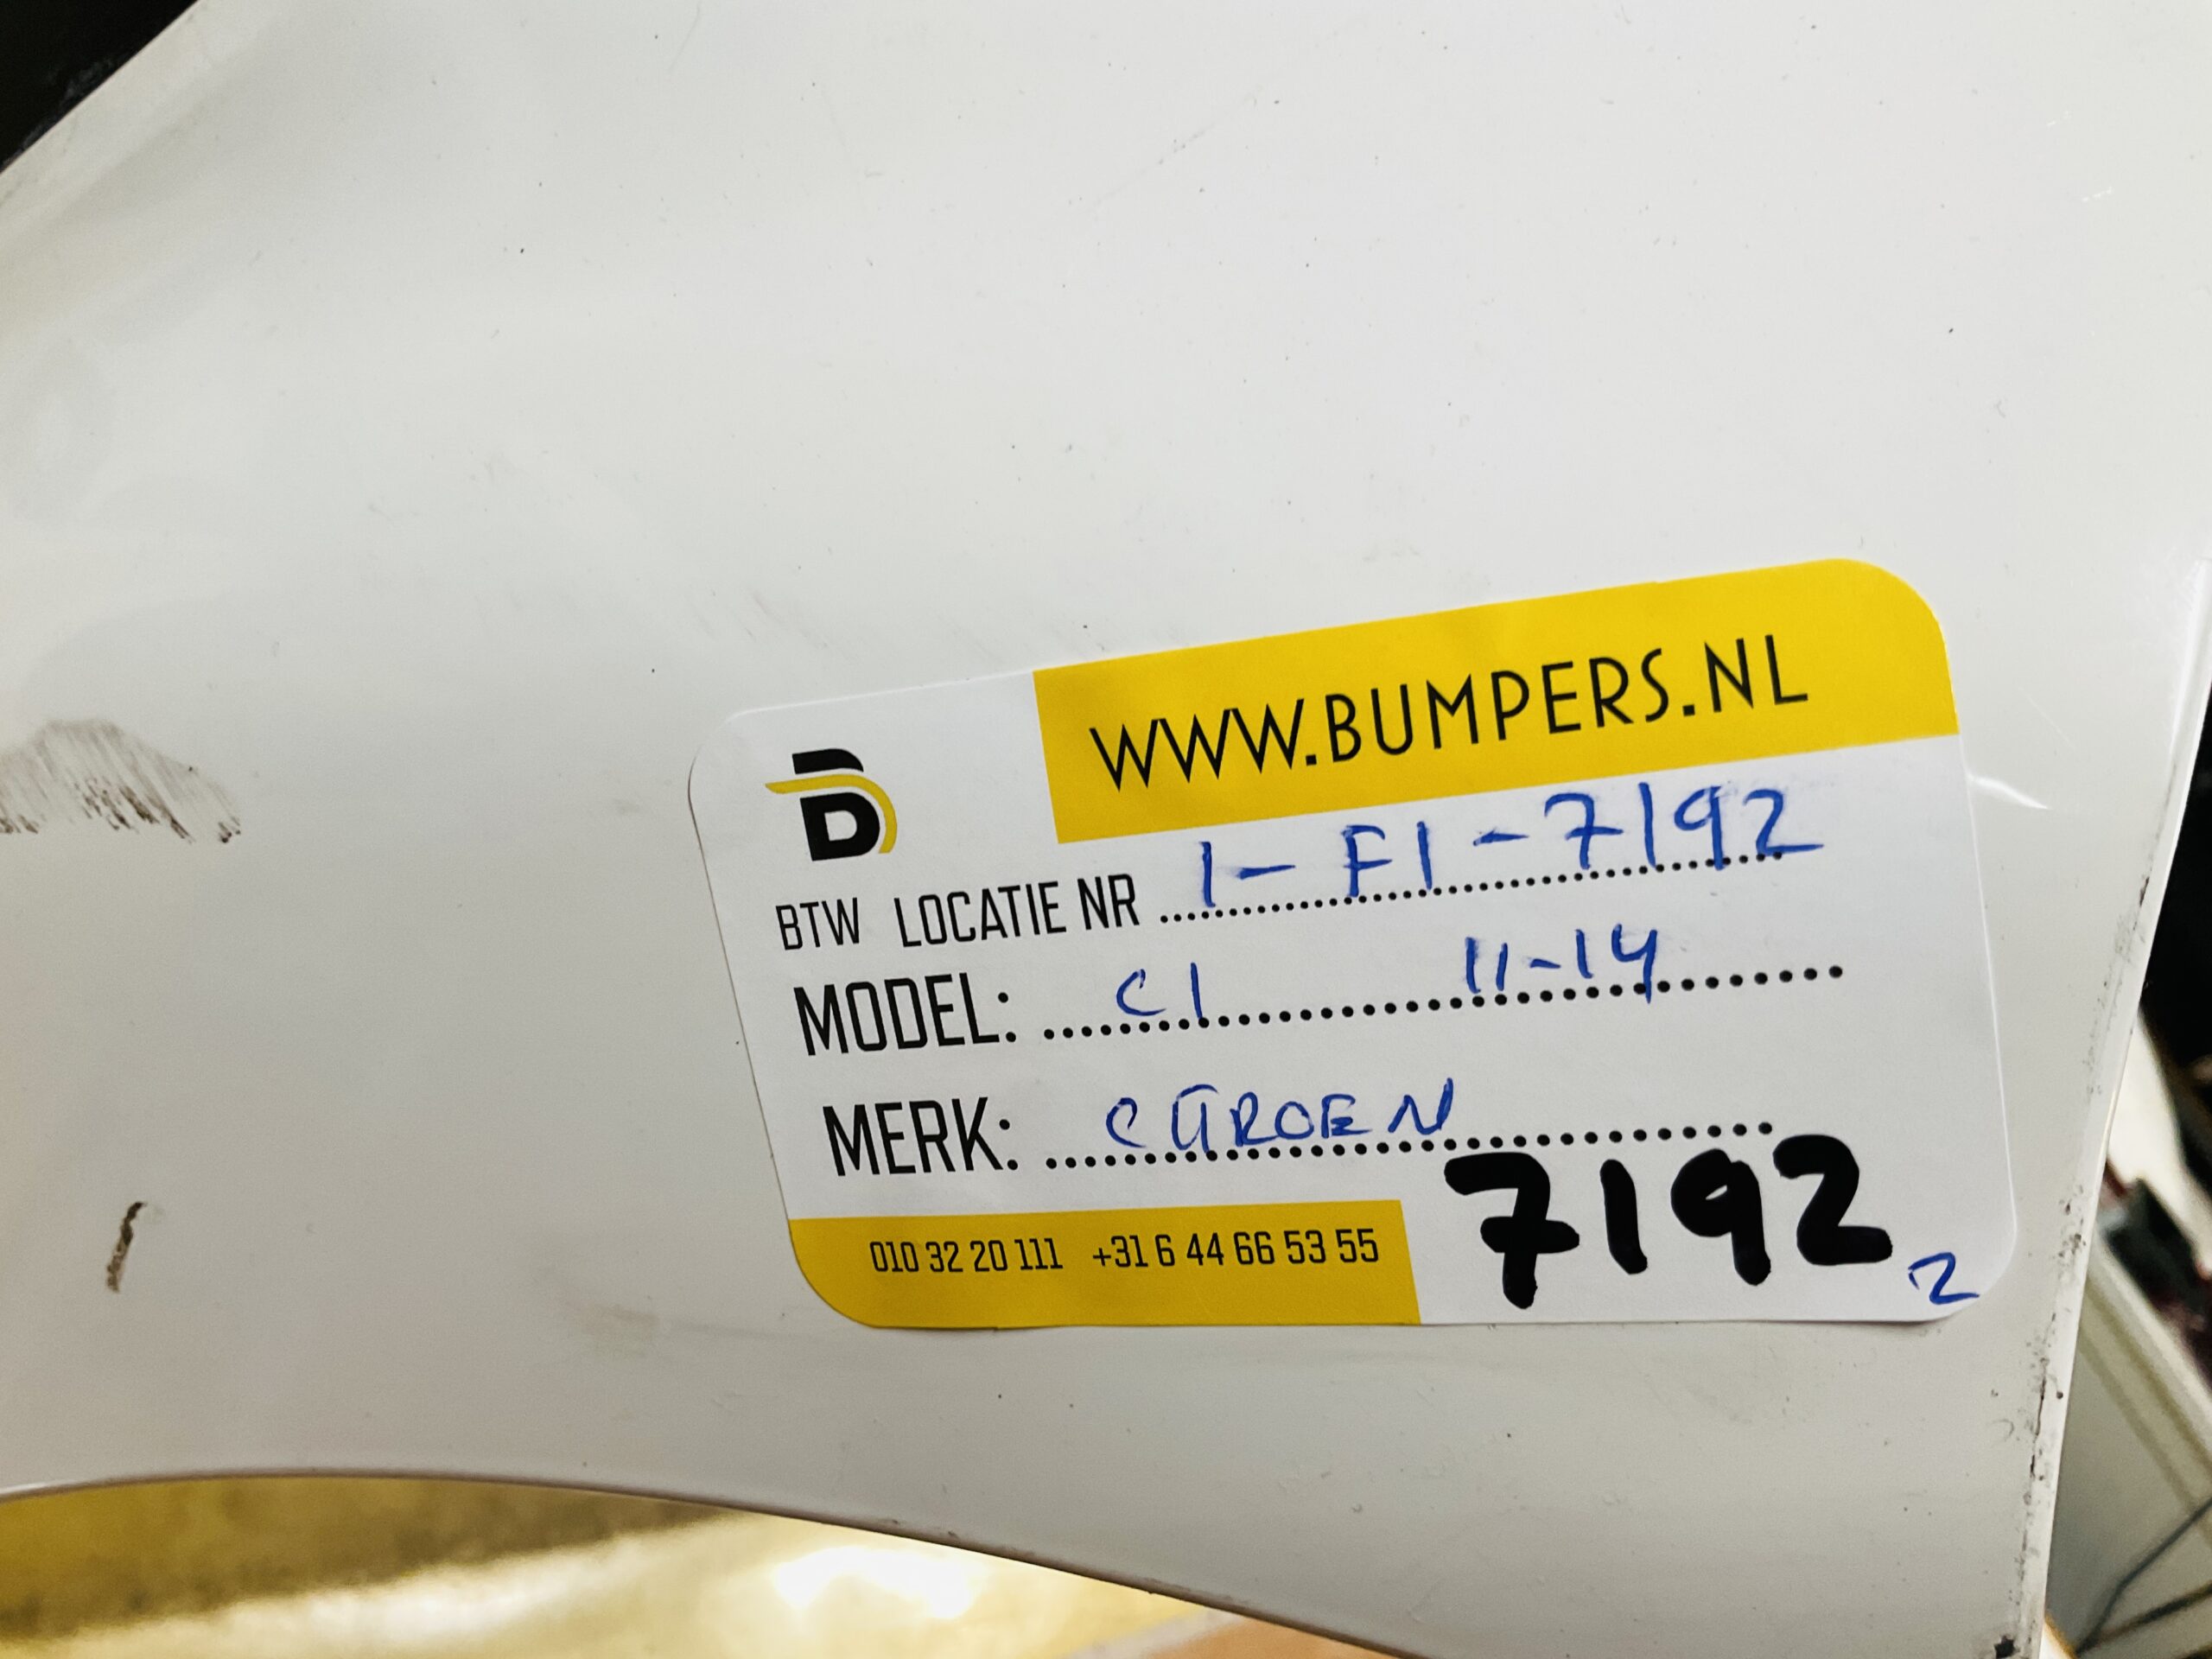 WWW.BUMPERS.NL
B
BTW LOCATIE NR 1-F1-7192
MODEL: C1 11-14
MERK: CITROEN
7192
010 32 20 111 +31 6 44 66 53 55
2